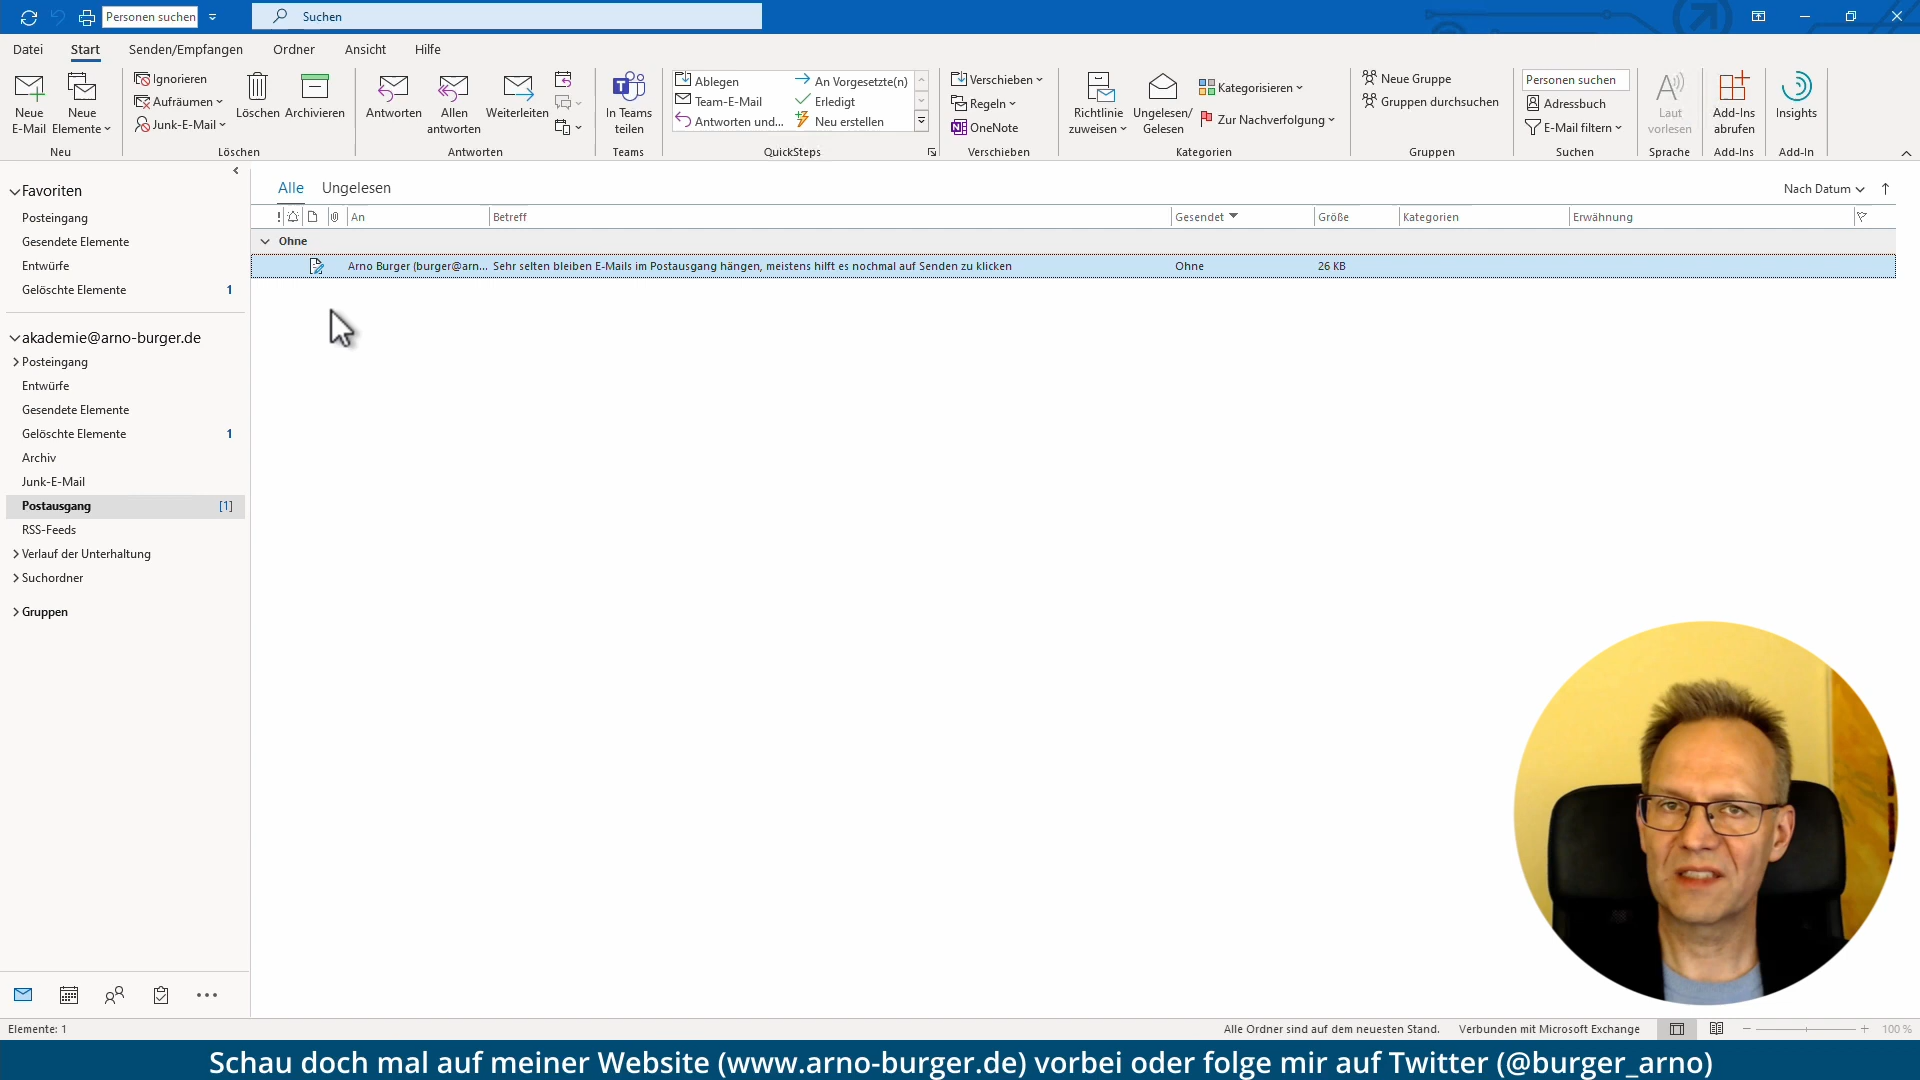 Personen suchen
Suchen
Datei Start Senden/Empfangen Ordner Ansicht Hilfe
Neue E-Mail
Neue Elemente
Neu
Ignorieren
Aufräumen
Junk-E-Mail
Löschen
Archivieren
Löschen
Antworten
Allen antworten
Weiterleiten
Antworten
In Teams teilen
Teams
Ablegen
Team-E-Mail
Antworten und...
An Vorgesetzte(n)
Erledigt
Neu erstellen
QuickSteps
Verschieben
Regeln
OneNote
Verschieben
Richtlinie zuweisen
Ungelesen/ Gelesen
Kategorisieren
Zur Nachverfolgung
Kategorien
Neue Gruppe
Gruppen durchsuchen
Gruppen
Personen suchen
Adressbuch
E-Mail filtern
Suchen
Laut vorlesen
Sprache
Add-Ins abrufen
Add-Ins
Insights
Add-In
Favoriten
Posteingang
Gesendete Elemente
Entwürfe
Gelöschte Elemente 1
akademie@arno-burger.de
Posteingang
Entwürfe
Gesendete Elemente
Gelöschte Elemente 1
Archiv
Junk-E-Mail
Postausgang [1]
RSS-Feeds
Verlauf der Unterhaltung
Suchordner
Gruppen
Alle Ungelesen Nach Datum
! An Betreff Gesendet Größe Kategorien Erwähnung
Ohne
Arno Burger (burger@arn... Sehr selten bleiben E-Mails im Postausgang hängen, meistens hilft es nochmal auf Senden zu klicken Ohne 26 KB
Elemente: 1 Alle Ordner sind auf dem neuesten Stand. Verbunden mit Microsoft Exchange 100 %
Schau doch mal auf meiner Website (www.arno-burger.de) vorbei oder folge mir auf Twitter (@burger_arno)